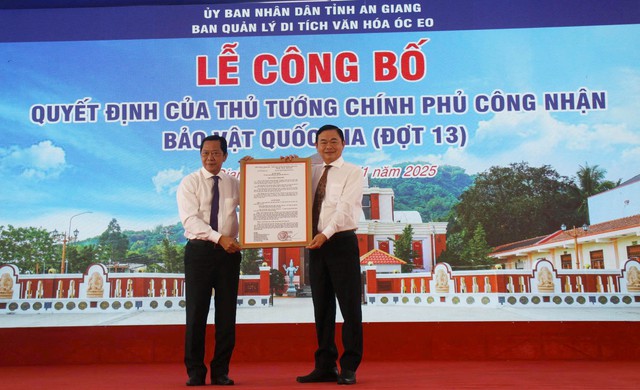 ỦY BAN NHÂN DÂN TỈNH AN GIANG
BAN QUẢN LÝ DI TÍCH VĂN HÓA ÓC EO
LỄ CÔNG BỐ
QUYẾT ĐỊNH CỦA THỦ TƯỚNG CHÍNH PHỦ CÔNG NHẬN
BẢO VẬT QUỐC GIA (ĐỢT 13)
1 năm 2025